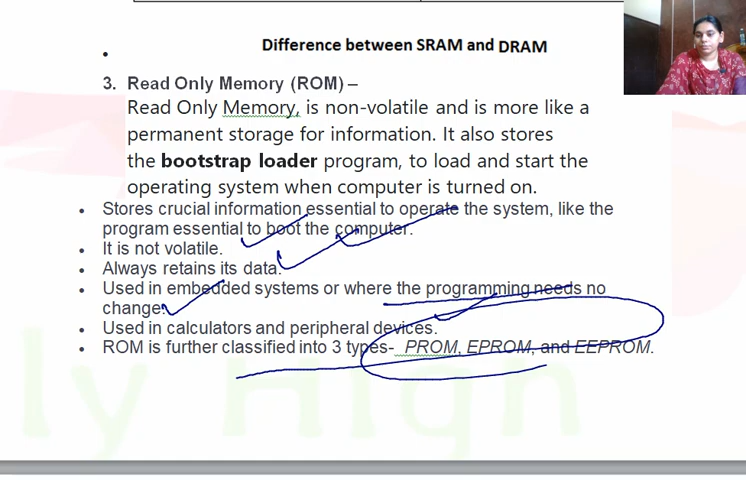 Difference between SRAM and DRAM
•
3. Read Only Memory (ROM) –
Read Only Memory, is non-volatile and is more like a
permanent storage for information. It also stores
the bootstrap loader program, to load and start the
operating system when computer is turned on.
• Stores crucial information essential to operate the system, like the
program essential to boot the computer.
• It is not volatile.
• Always retains its data.
• Used in embedded systems or where the programming needs no
change.
• Used in calculators and peripheral devices.
• ROM is further classified into 3 types- PROM, EPROM, and EEPROM.
ly High